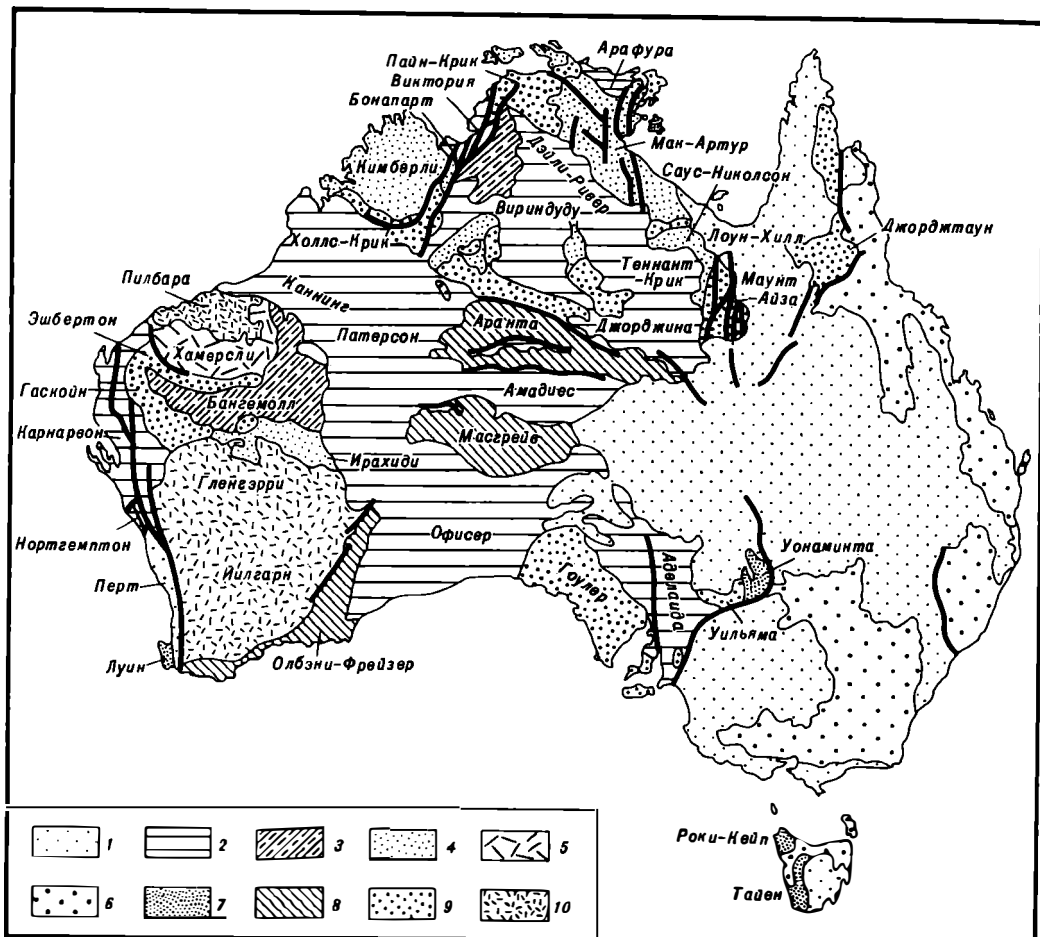 Арафура
Пайн-Крик
Виктория
Бонапарт
Мак-Артур
Дэйли-Ривер
Кимберли
Саус-Николсон
Вириндуду
Лоун-Хилл
Джорджтаун
Холлс-Крик
Теннант
-Крик
Маунт
Айза
Пилбара
Каннинг
Аранта
Джорджина
Эшбертон
Патерсон
Хамерсли
Гаскойн
Амадиес
Бангемолл
Карнарвон
Масгрейв
Ирахиди
Гленгэрри
Нортгемптон
Офисер
Уонаминта
Йилгарн
Гоулер
Аделаида
Перт
Уильяма
Луин
Олбэни-Фрейзер
1 2 3 4 5
6 7 8 9 10
Роки-Кейп
Тайен